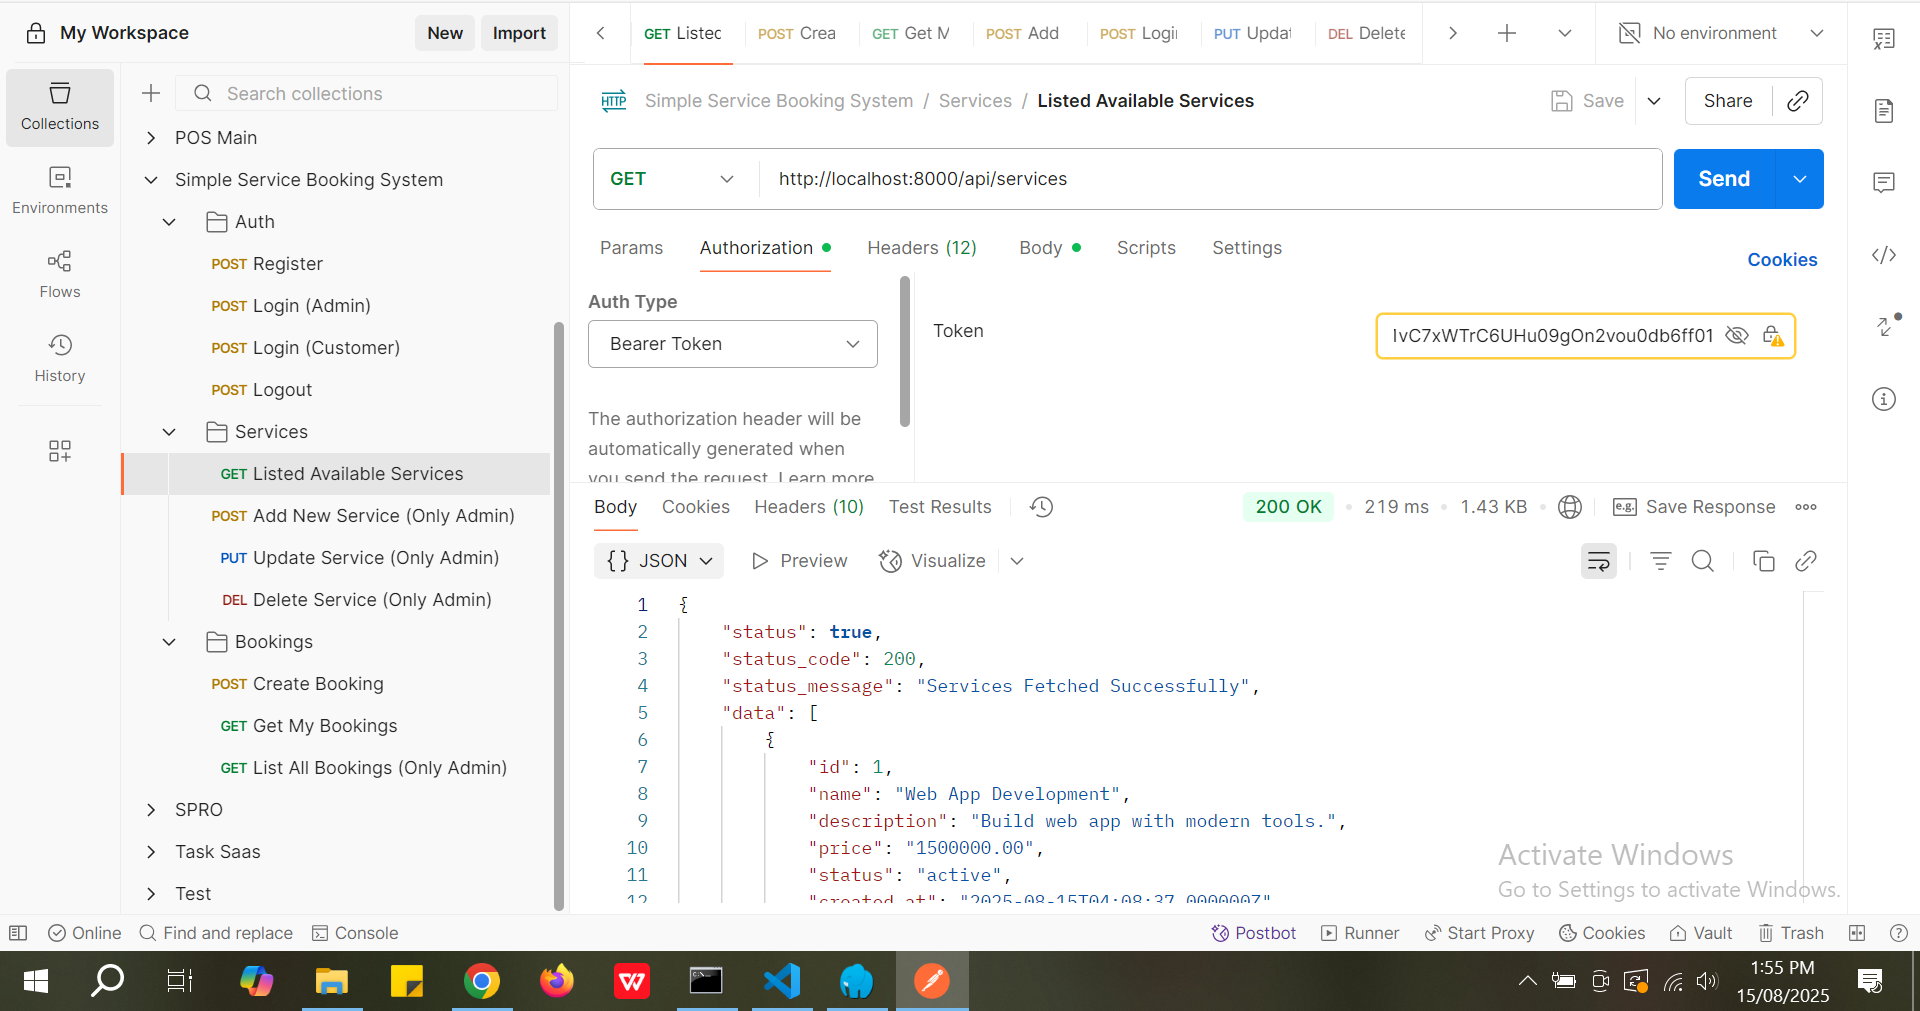 My Workspace
New
Import
GET Listed
POST Crea
GET Get M
POST Add
POST Logi
PUT Updat
DEL Delete
No environment
Collections
Environments
Flows
History
Search collections
POS Main
Simple Service Booking System
Auth
POST Register
POST Login (Admin)
POST Login (Customer)
POST Logout
Services
GET Listed Available Services
POST Add New Service (Only Admin)
PUT Update Service (Only Admin)
DEL Delete Service (Only Admin)
Bookings
POST Create Booking
GET Get My Bookings
GET List All Bookings (Only Admin)
SPRO
Task Saas
Test
HTTP Simple Service Booking System / Services / Listed Available Services
Save
Share
GET
http://localhost:8000/api/services
Send
Params
Authorization
Headers (12)
Body
Scripts
Settings
Cookies
Auth Type
Bearer Token
The authorization header will be
automatically generated when
you send the request. Learn more
Token
IvC7xWTrC6UHu09gOn2vou0db6ff01
Body
Cookies
Headers (10)
Test Results
200 OK
219 ms
1.43 KB
e.g. Save Response
{} JSON
Preview
Visualize
1 {
2 "status": true,
3 "status_code": 200,
4 "status_message": "Services Fetched Successfully",
5 "data": [
6 {
7 "id": 1,
8 "name": "Web App Development",
9 "description": "Build web app with modern tools.",
10 "price": "1500000.00",
11 "status": "active",
12 "created_at": "2025-08-15T04:08:37.000000Z"
Activate Windows
Go to Settings to activate Windows.
Online
Find and replace
Console
Postbot
Runner
Start Proxy
Cookies
Vault
Trash
1:55 PM
15/08/2025